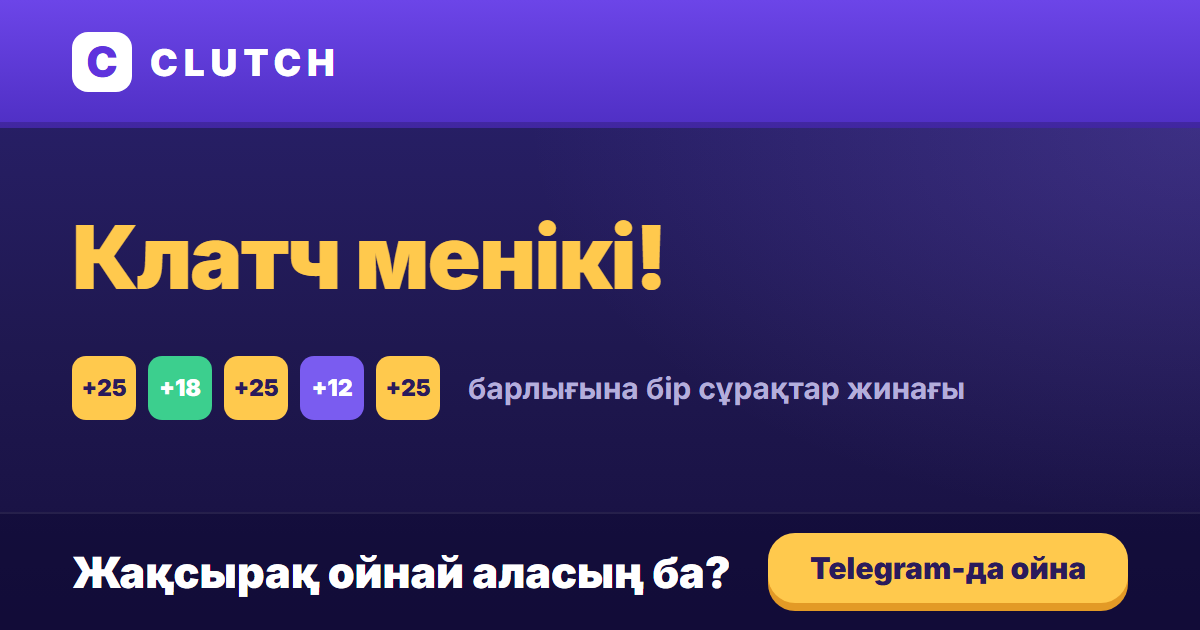 C CLUTCH
Клатч менікі!
+25 +18 +25 +12 +25 барлығына бір сұрақтар жинағы
Жақсырақ ойнай аласың ба? Telegram-да ойна